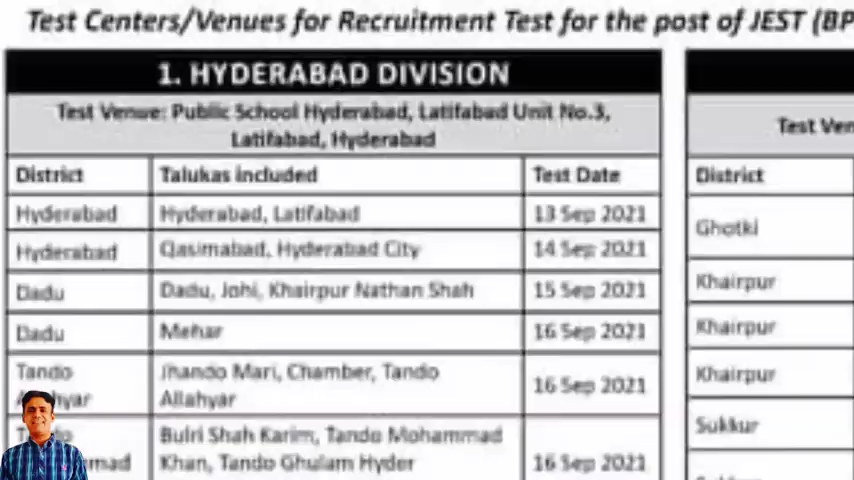 Test Centers/Venues for Recruitment Test for the post of JEST (BP
1. HYDERABAD DIVISION
Test Venue: Public School Hyderabad, Latifabad Unit No.3,
Latifabad, Hyderabad
District Talukas included Test Date
Hyderabad Hyderabad, Latifabad 13 Sep 2021
Hyderabad Qasimabad, Hyderabad City 14 Sep 2021
Dadu Dadu, Johi, Khairpur Nathan Shah 15 Sep 2021
Dadu Mehar 16 Sep 2021
Tando Jhando Mari, Chamber, Tando
Allahyar 16 Sep 2021
Bulri Shah Karim, Tando Mohammad
Khan, Tando Ghulam Hyder 16 Sep 2021
Test Ven
District
Ghotki
Khairpur
Khairpur
Khairpur
Sukkur